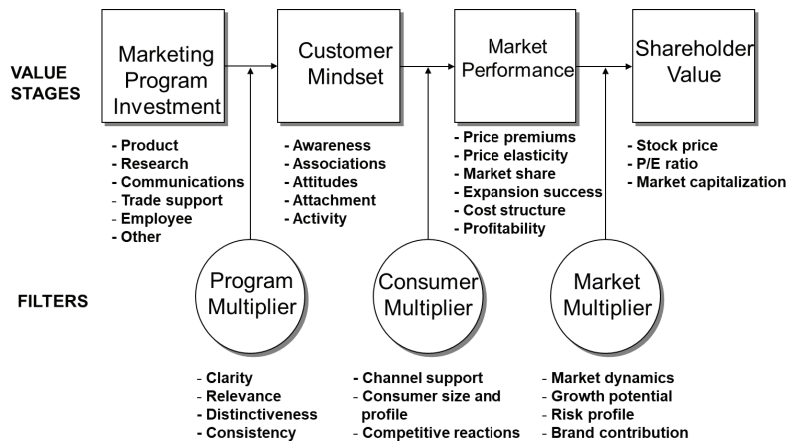 VALUE
STAGES
Marketing
Program
Investment
Customer
Mindset
Market
Performance
Shareholder
Value
- Product
- Research
- Communications
- Trade support
- Employee
- Other
- Awareness
- Associations
- Attitudes
- Attachment
- Activity
- Price premiums
- Price elasticity
- Market share
- Expansion success
- Cost structure
- Profitability
- Stock price
- P/E ratio
- Market capitalization
FILTERS
Program
Multiplier
Consumer
Multiplier
Market
Multiplier
- Clarity
- Relevance
- Distinctiveness
- Consistency
- Channel support
- Consumer size and
profile
- Competitive reactions
- Market dynamics
- Growth potential
- Risk profile
- Brand contribution